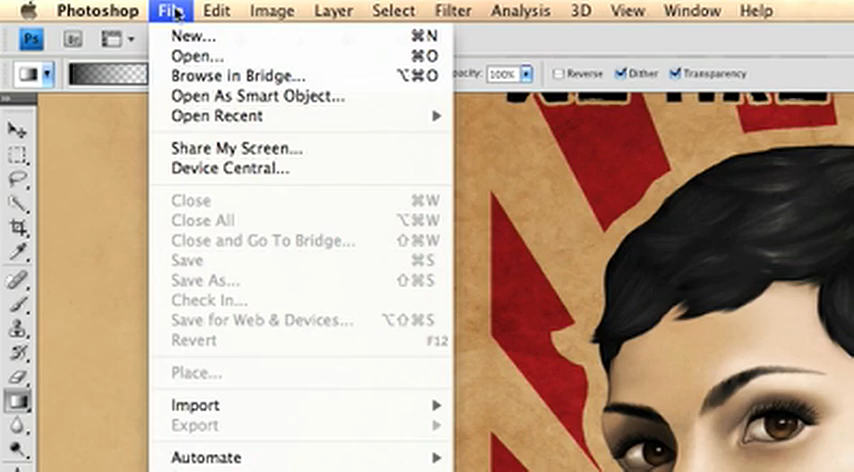 Photoshop File Edit Image Layer Select Filter Analysis 3D View Window Help
Ps Br
100% Reverse Dither Transparency
New... ⌘N
Open... ⌘O
Browse in Bridge... ⌥⌘O
Open As Smart Object...
Open Recent
Share My Screen...
Device Central...
Close ⌘W
Close All ⌥⌘W
Close and Go To Bridge... ⇧⌘W
Save ⌘S
Save As... ⇧⌘S
Check In...
Save for Web & Devices... ⌥⇧⌘S
Revert F12
Place...
Import
Export
Automate